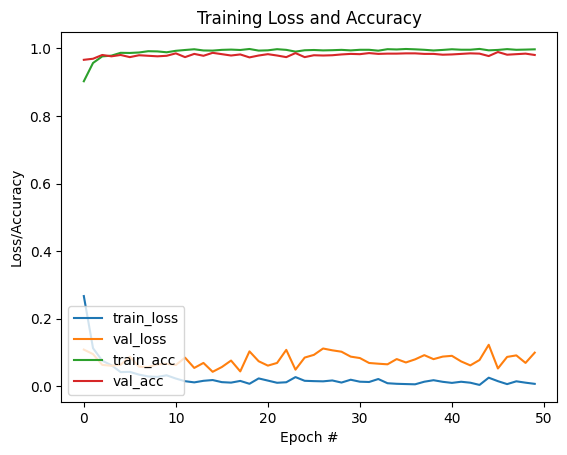 Training Loss and Accuracy
Loss/Accuracy
1.0
0.8
0.6
0.4
0.2
0.0
train_loss
val_loss
train_acc
val_acc
0
10
20
30
40
50
Epoch #